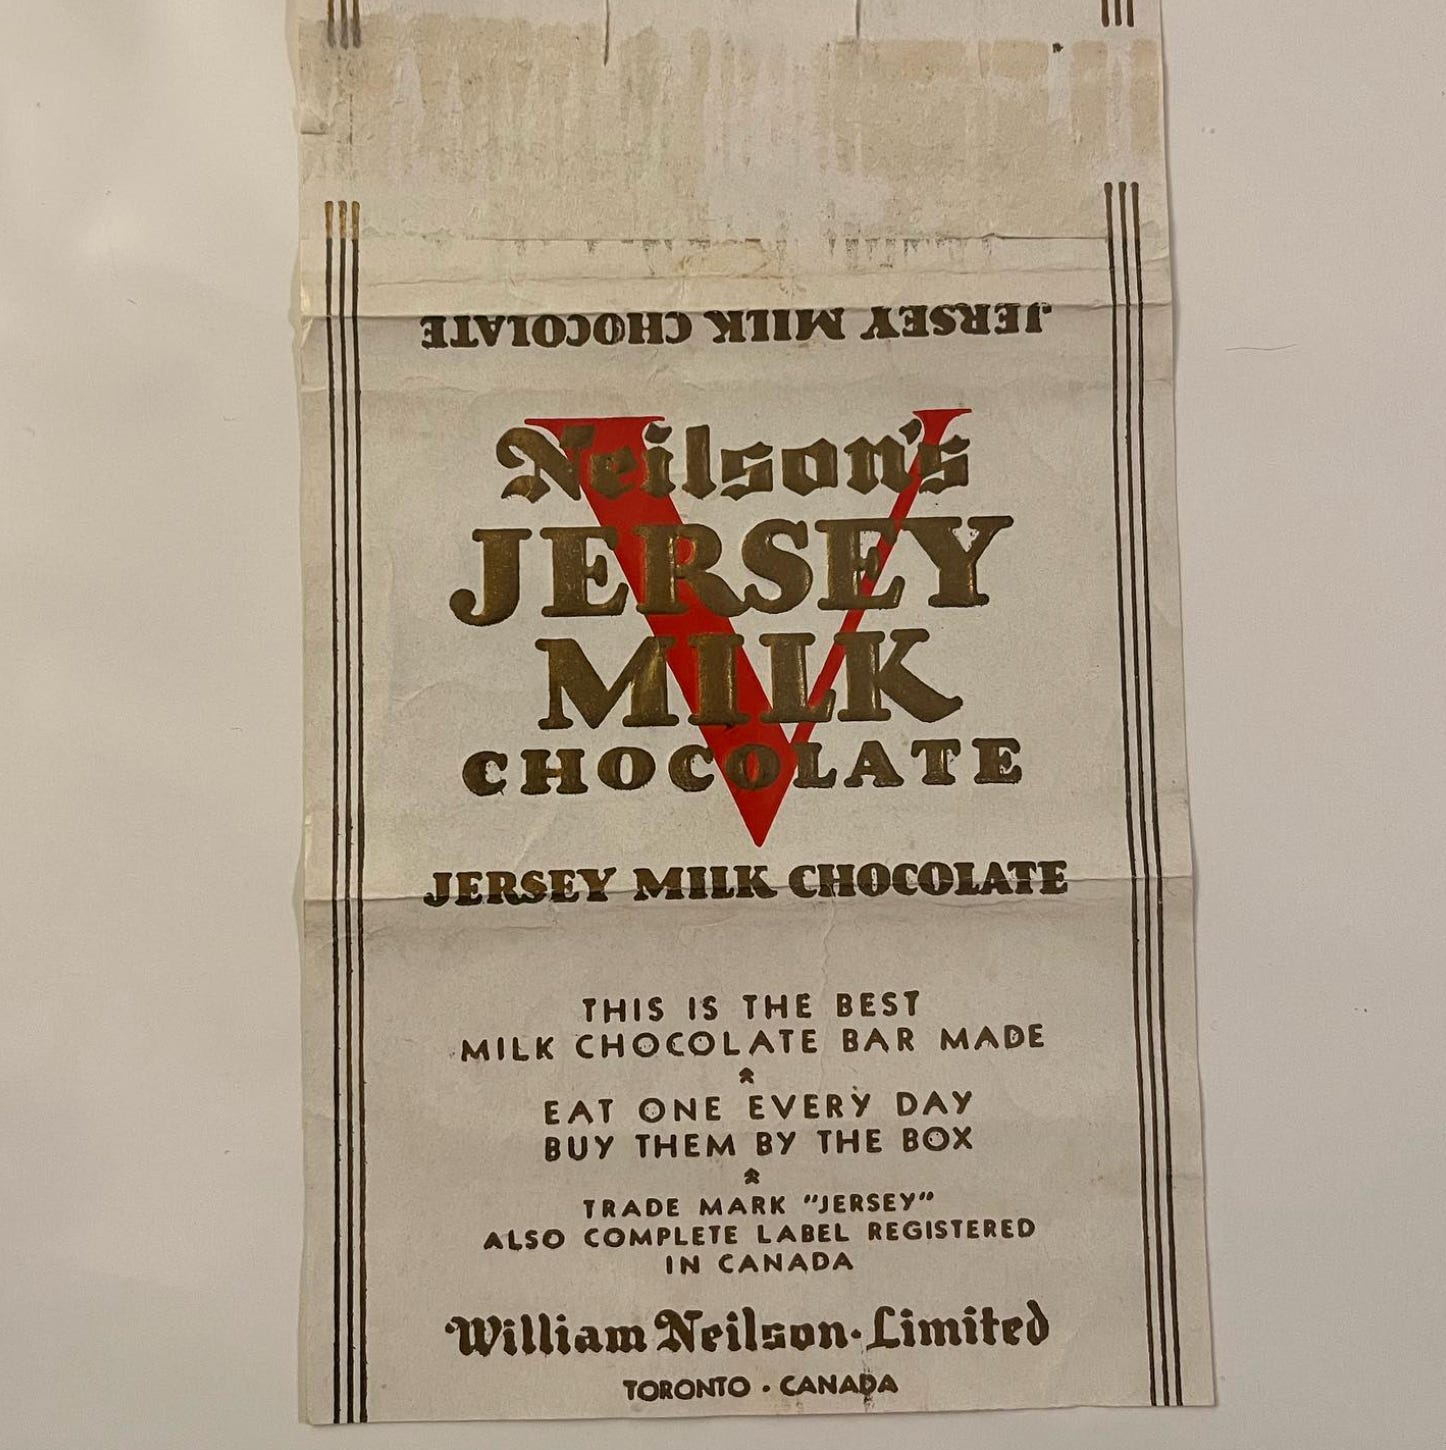 JERSEY MILK CHOCOLATE
V
Neilson's
JERSEY
MILK
CHOCOLATE
JERSEY MILK CHOCOLATE
THIS IS THE BEST
MILK CHOCOLATE BAR MADE
EAT ONE EVERY DAY
BUY THEM BY THE BOX
TRADE MARK "JERSEY"
ALSO COMPLETE LABEL REGISTERED
IN CANADA
William Neilson·Limited
TORONTO · CANADA